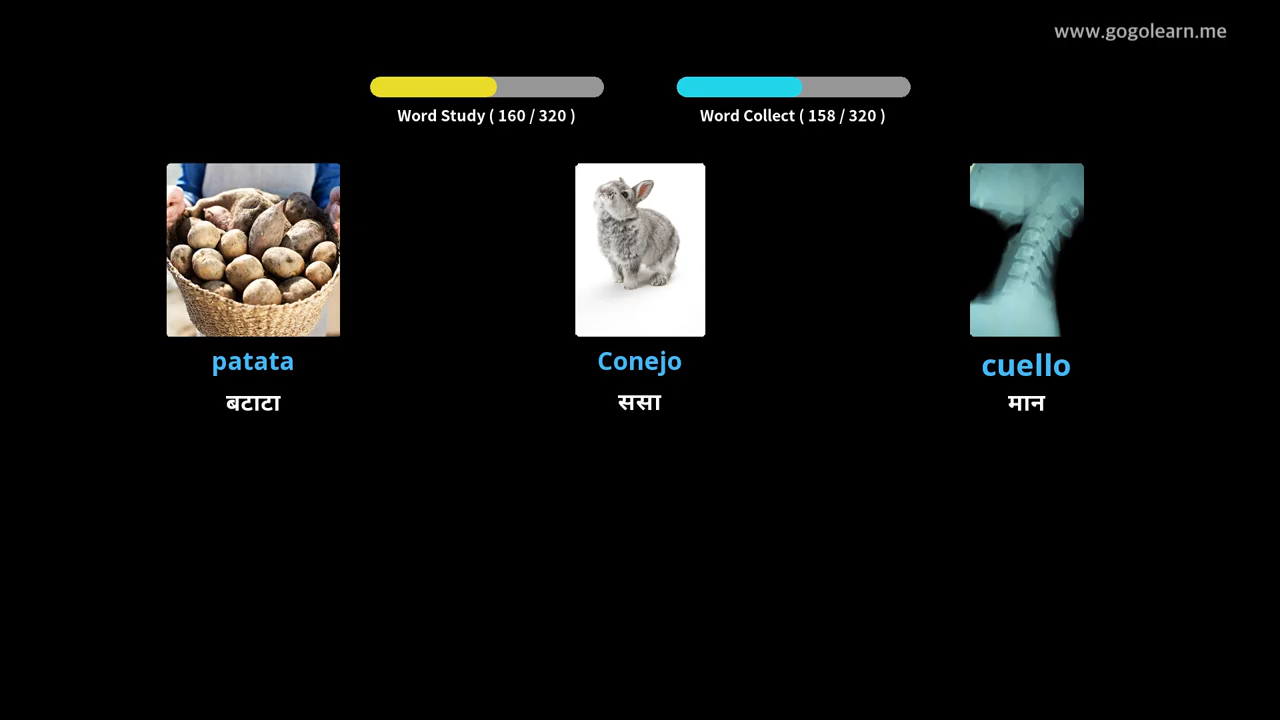 www.gogolearn.me
Word Study ( 160 / 320 )
Word Collect ( 158 / 320 )
patata
Conejo
cuello
बटाटा
ससा
मान